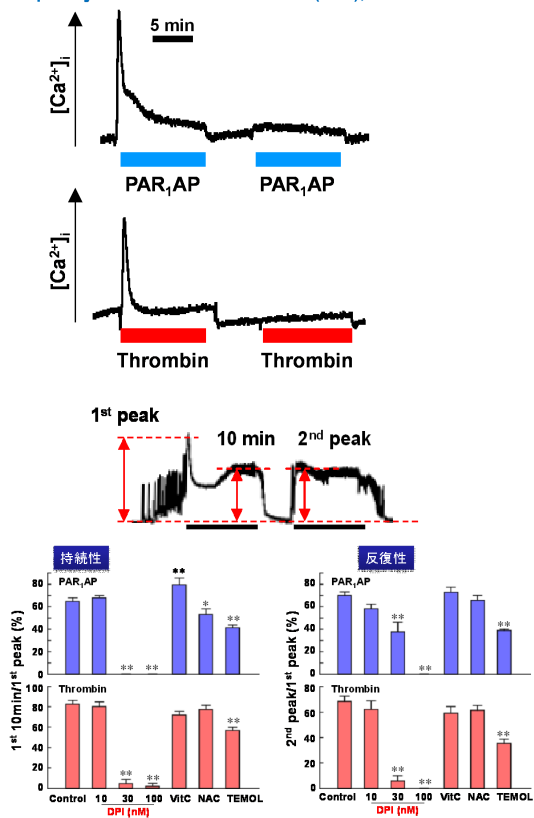 5 min
[Ca²⁺]ᵢ
PAR₁AP PAR₁AP
[Ca²⁺]ᵢ
Thrombin Thrombin
1ˢᵗ peak
10 min 2ⁿᵈ peak
持続性
PAR₁AP
80
60
40
20
0
**
**
**
*
**
1ˢᵗ 10min/1ˢᵗ peak (%)
Thrombin
100
80
60
40
20
0
**
**
**
Control 10 30 100 VitC NAC TEMOL
DPI (nM)
反復性
PAR₁AP
80
60
40
20
0
**
**
**
2ⁿᵈ peak/1ˢᵗ peak (%)
Thrombin
80
60
40
20
0
**
**
**
Control 10 30 100 VitC NAC TEMOL
DPI (nM)